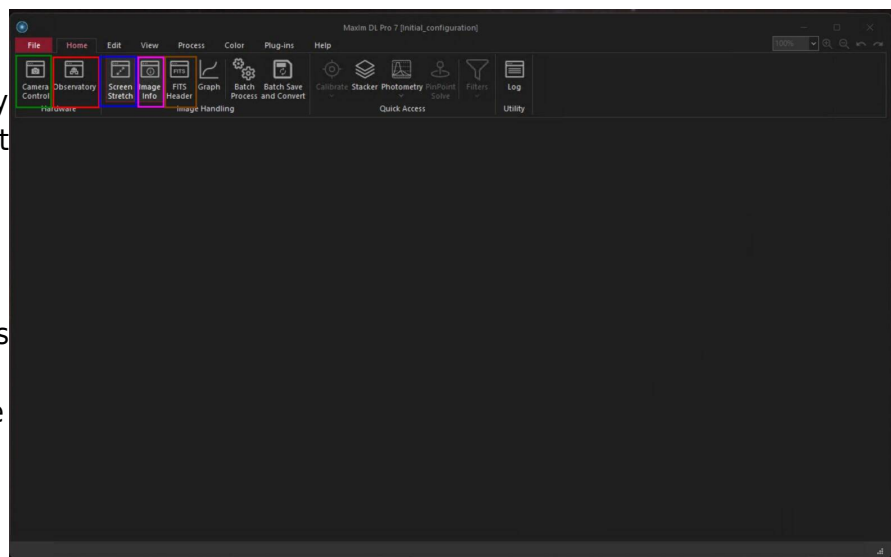 Maxim DL Pro 7 [Initial_configuration]
File Home Edit View Process Color Plug-ins Help
100%
Camera Control
Observatory
Screen Stretch
Image Info
FITS
FITS Header
Graph
Batch Process
Batch Save and Convert
Calibrate
Stacker
Photometry
PinPoint Solve
Filters
Log
Hardware Image Handling Quick Access Utility
y
t
s
e